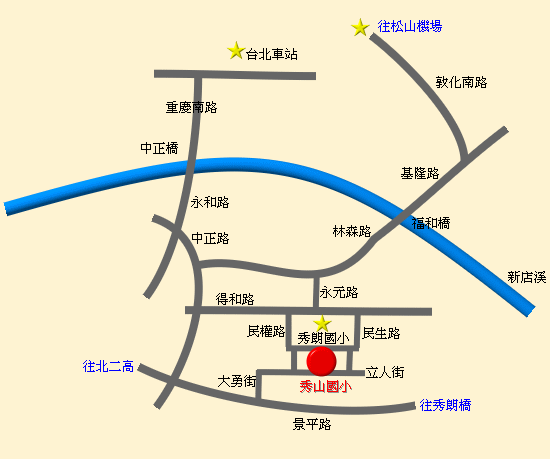 往松山機場
台北車站
敦化南路
重慶南路
中正橋
基隆路
永和路
福和橋
林森路
中正路
新店溪
永元路
得和路
民權路
民生路
秀朗國小
往北二高
立人街
大勇街
秀山國小
往秀朗橋
景平路